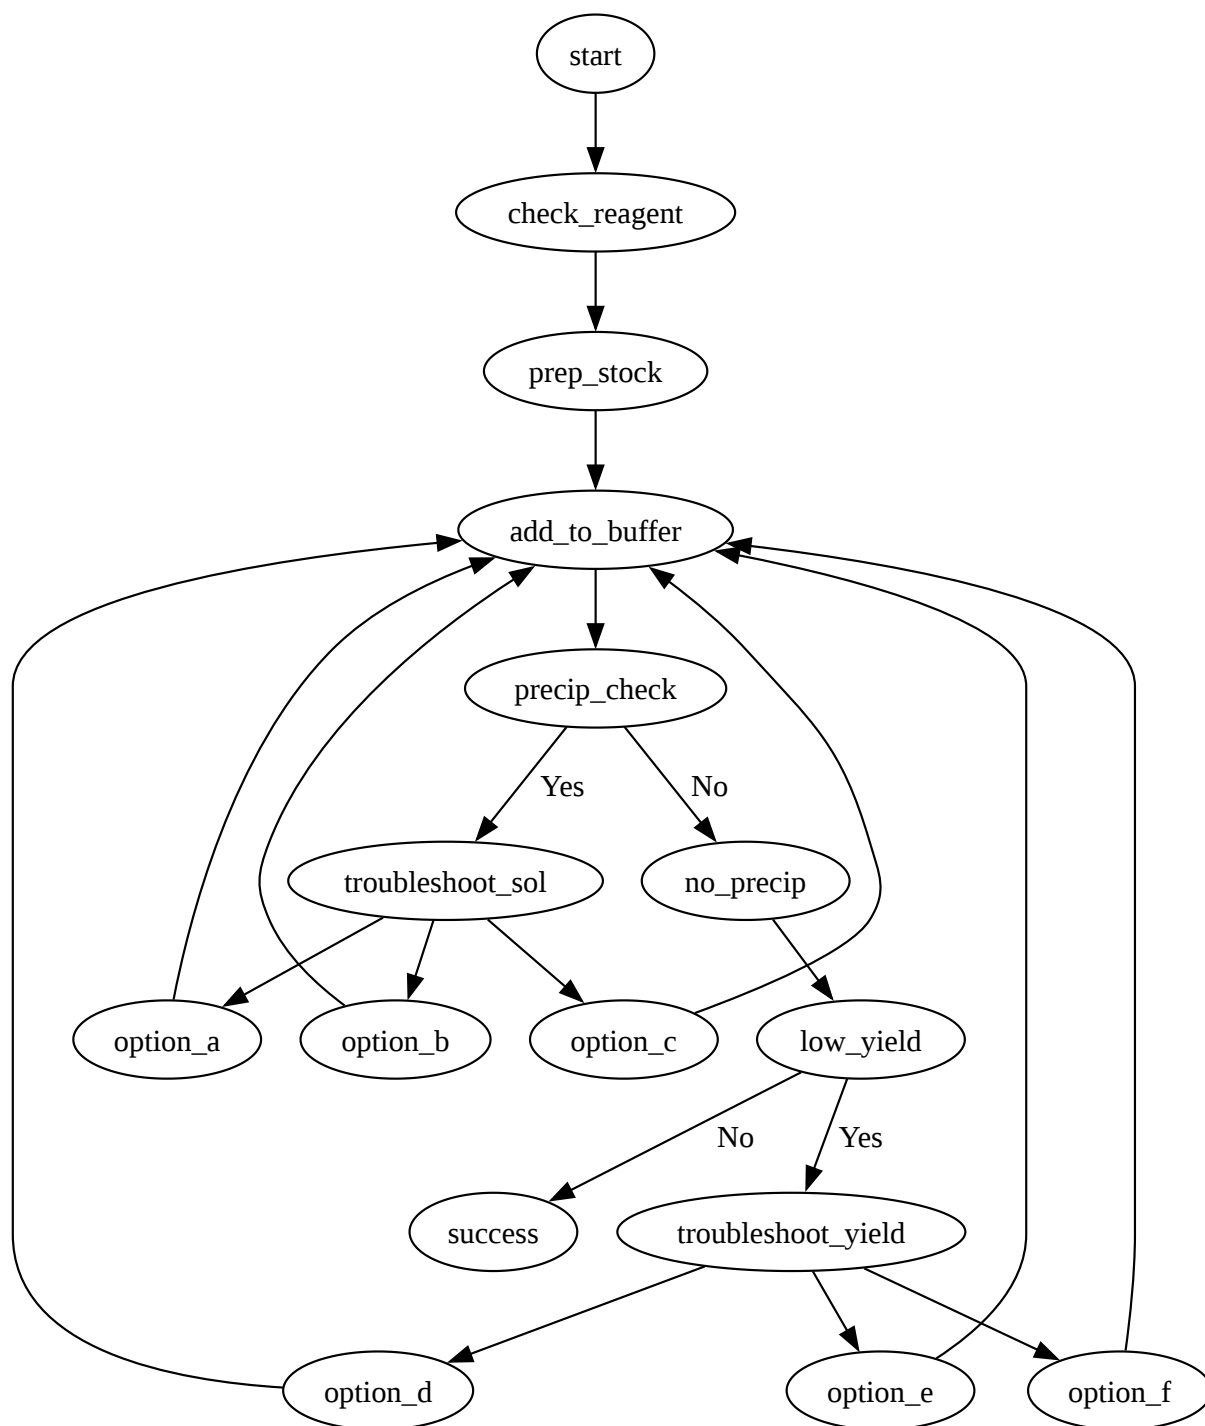 start
check_reagent
prep_stock
add_to_buffer
precip_check
Yes
No
troubleshoot_sol
no_precip
option_a
option_b
option_c
low_yield
No
Yes
success
troubleshoot_yield
option_d
option_e
option_f